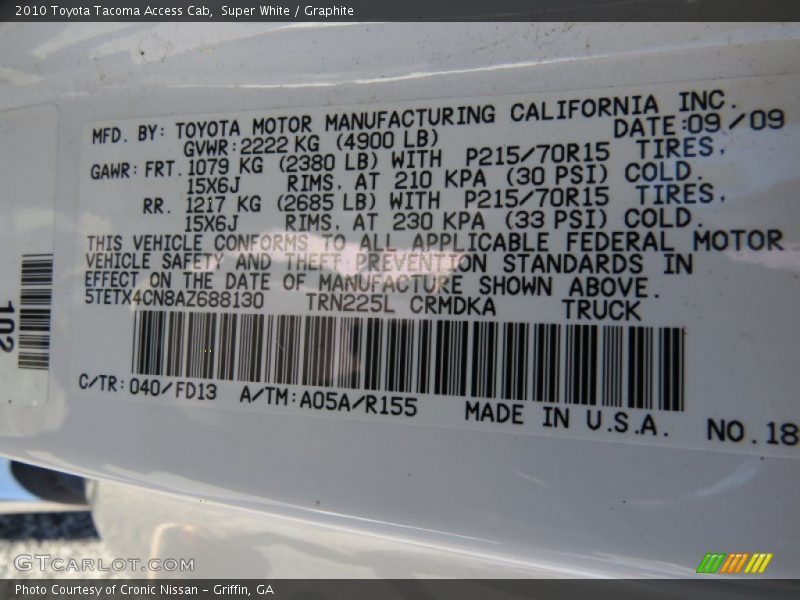 2010 Toyota Tacoma Access Cab, Super White / Graphite
MFD. BY: TOYOTA MOTOR MANUFACTURING CALIFORNIA INC.
GVWR: 2222 KG (4900 LB) DATE: 09/09
GAWR: FRT. 1079 KG (2380 LB) WITH P215/70R15 TIRES,
15X6J RIMS, AT 210 KPA (30 PSI) COLD.
RR. 1217 KG (2685 LB) WITH P215/70R15 TIRES,
15X6J RIMS, AT 230 KPA (33 PSI) COLD.
THIS VEHICLE CONFORMS TO ALL APPLICABLE FEDERAL MOTOR
VEHICLE SAFETY AND THEFT PREVENTION STANDARDS IN
EFFECT ON THE DATE OF MANUFACTURE SHOWN ABOVE.
5TETX4CN8AZ688130 TRN225L CRMDKA TRUCK
C/TR: 040/FD13 A/TM: A05A/R155 MADE IN U.S.A. NO. 18
102
GTCarLot.com
Photo Courtesy of Cronic Nissan - Griffin, GA